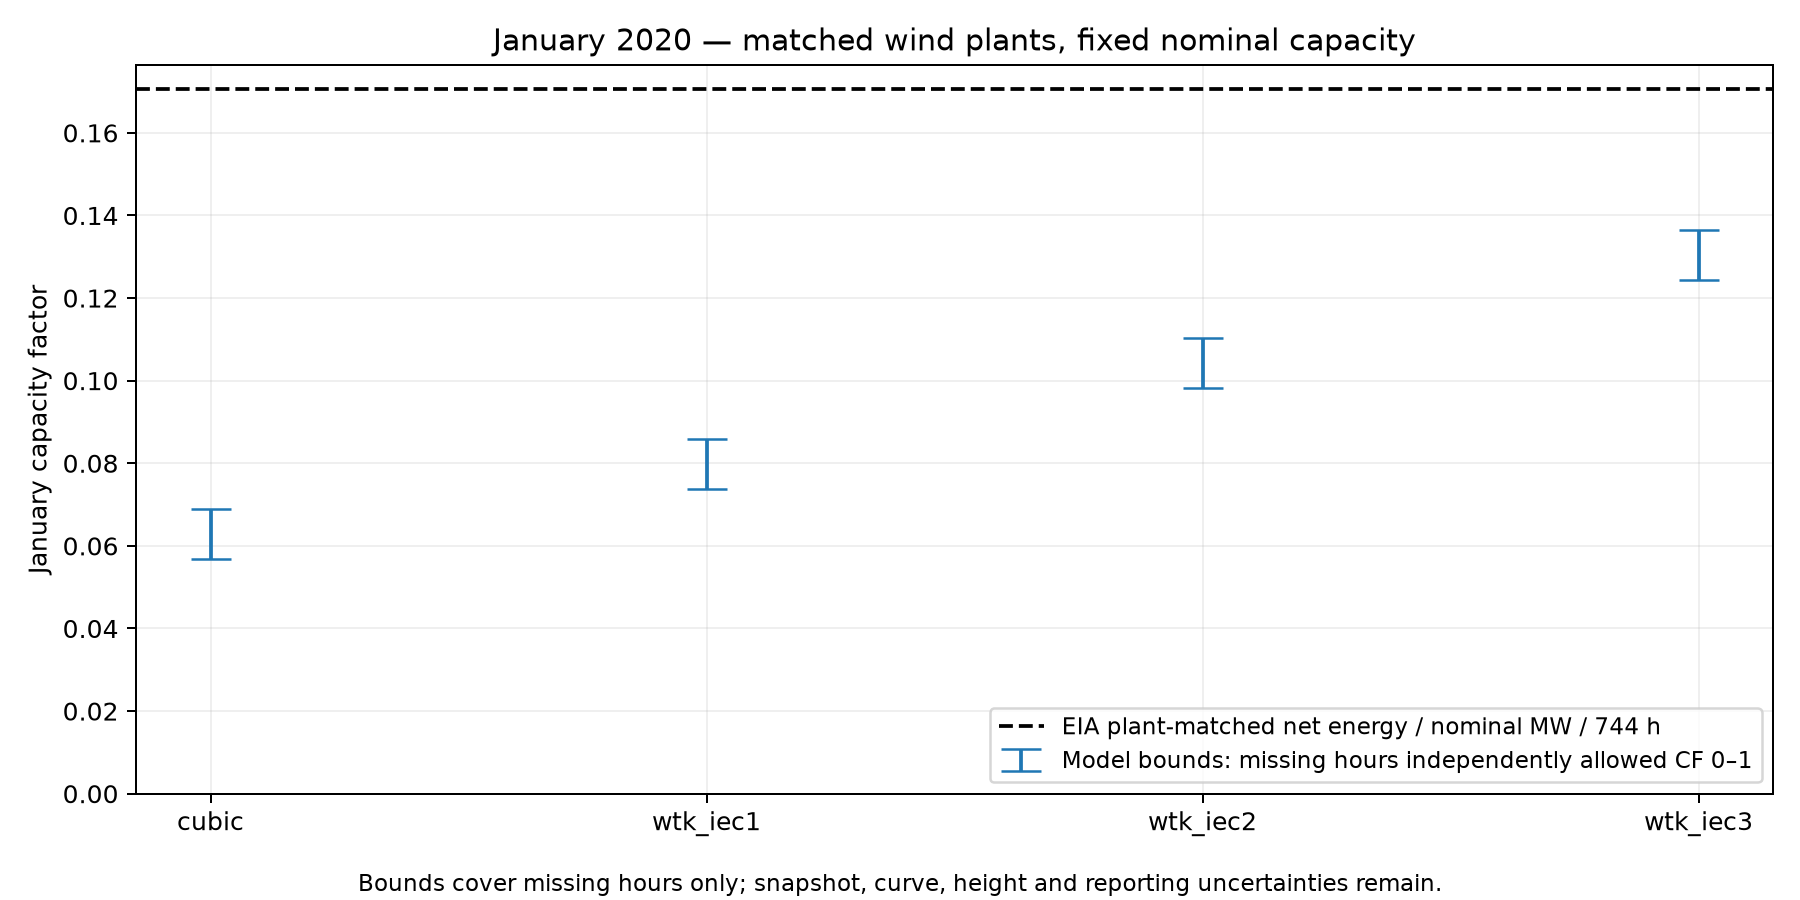 January 2020 — matched wind plants, fixed nominal capacity
January capacity factor
0.16
0.14
0.12
0.10
0.08
0.06
0.04
0.02
0.00
EIA plant-matched net energy / nominal MW / 744 h
Model bounds: missing hours independently allowed CF 0–1
cubic
wtk_iec1
wtk_iec2
wtk_iec3
Bounds cover missing hours only; snapshot, curve, height and reporting uncertainties remain.